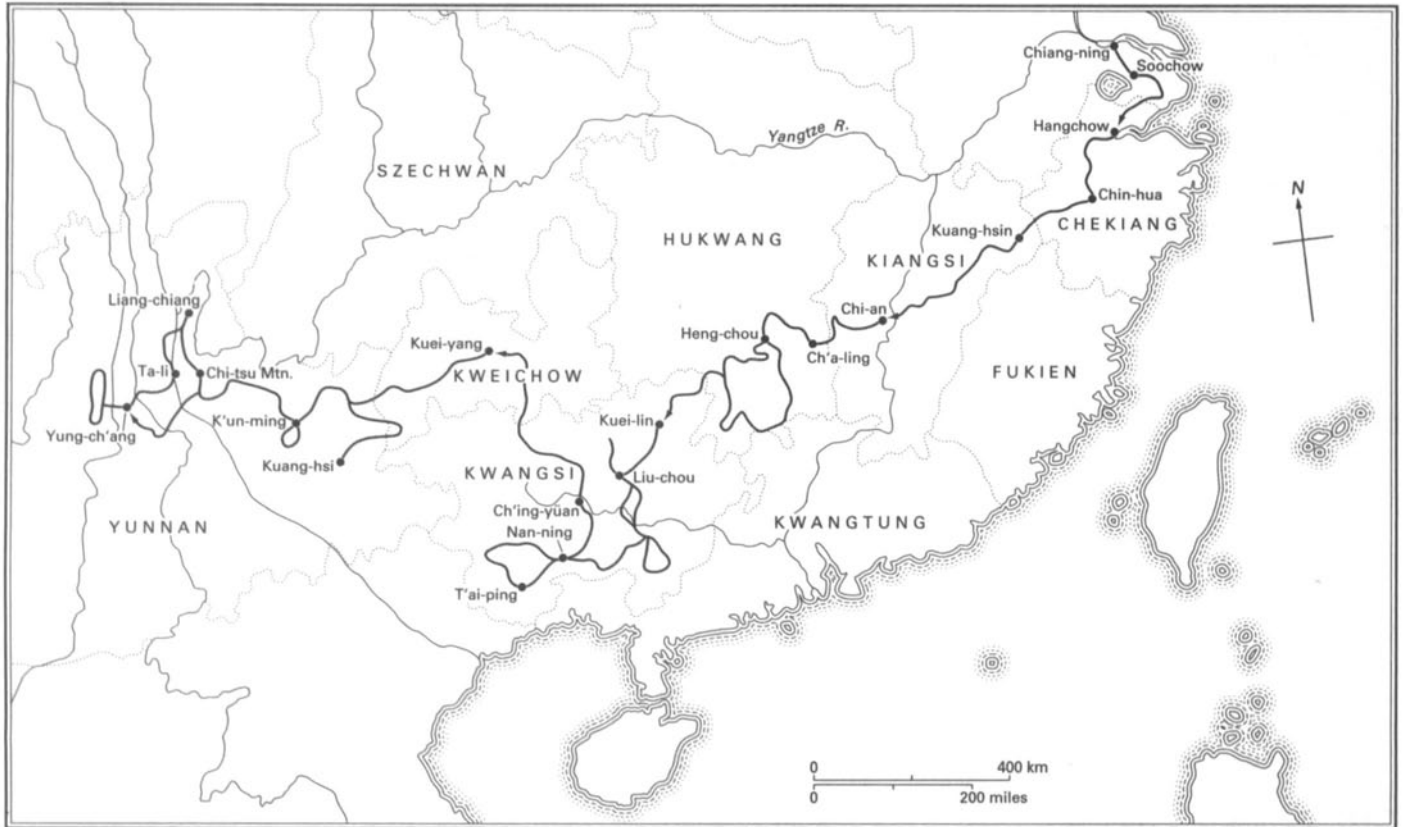 Chiang-ning
Soochow
Hangchow
Yangtze R.
SZECHWAN
Chin-hua
N
CHEKIANG
Kuang-hsin
HUKWANG
KIANGSI
Liang-chiang
Chi-an
Heng-chou
Kuei-yang
Ch'a-ling
Ta-li
Chi-tsu Mtn.
KWEICHOW
FUKIEN
K'un-ming
Kuei-lin
Yung-ch'ang
Kuang-hsi
KWANGSI
Liu-chou
Ch'ing-yüan
YUNNAN
Nan-ning
KWANGTUNG
T'ai-ping
0 400 km
0 200 miles